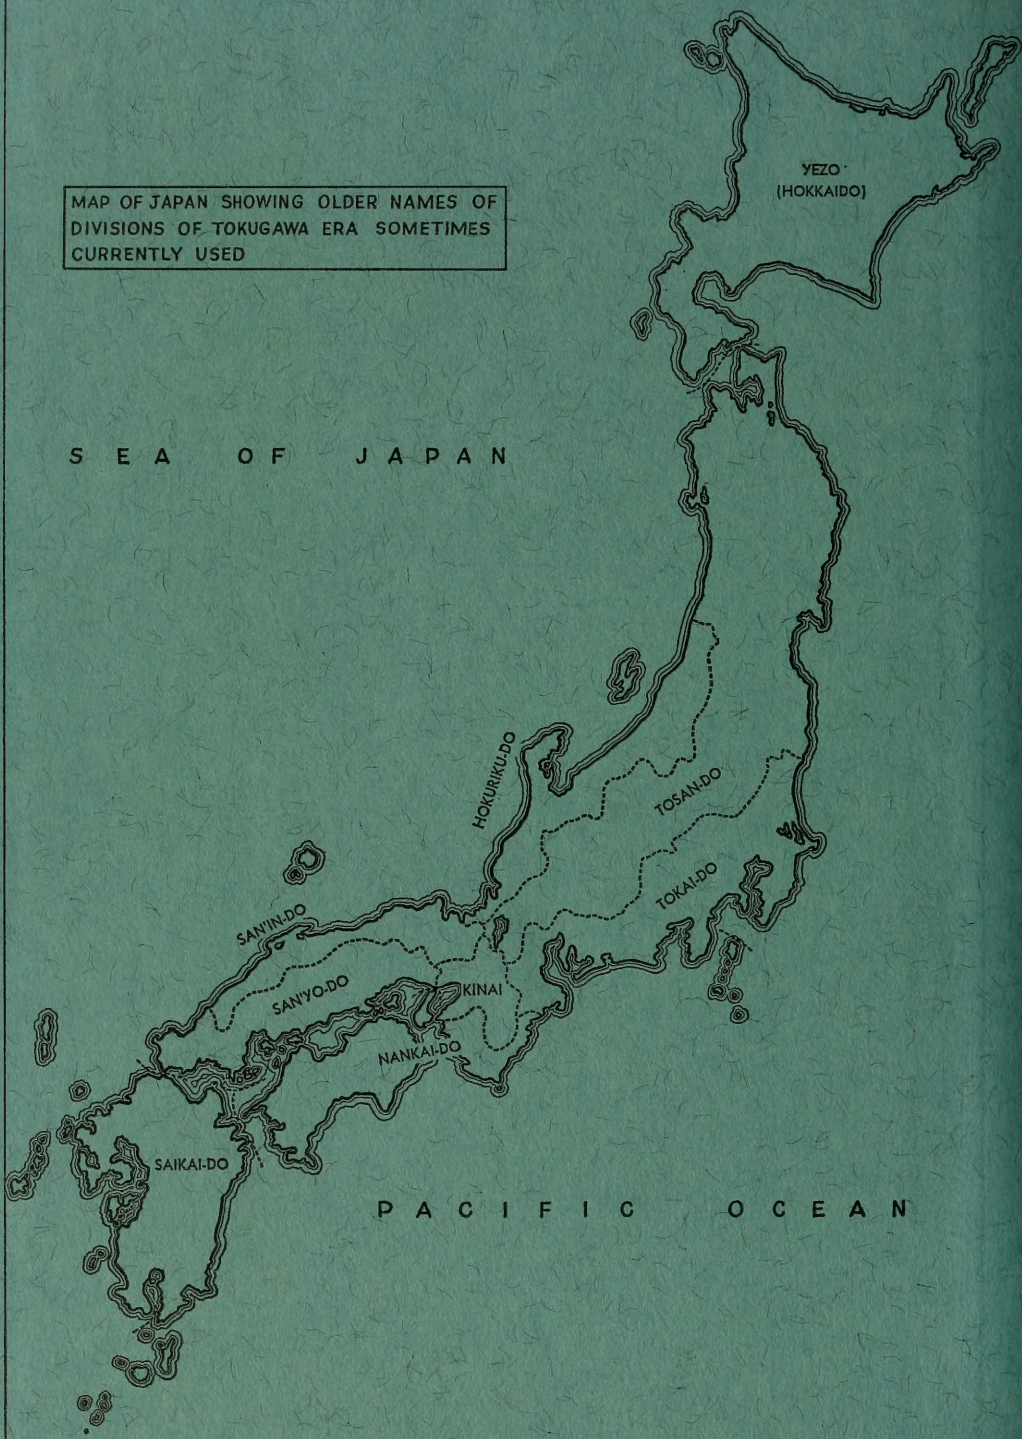 YEZO
(HOKKAIDO)
MAP OF JAPAN SHOWING OLDER NAMES OF
DIVISIONS OF TOKUGAWA ERA SOMETIMES
CURRENTLY USED
SEA OF JAPAN
HOKURIKU-DO
TOSAN-DO
TOKAI-DO
SAN'IN-DO
SAN'YO-DO
KINAI
NANKAI-DO
SAIKAI-DO
PACIFIC OCEAN